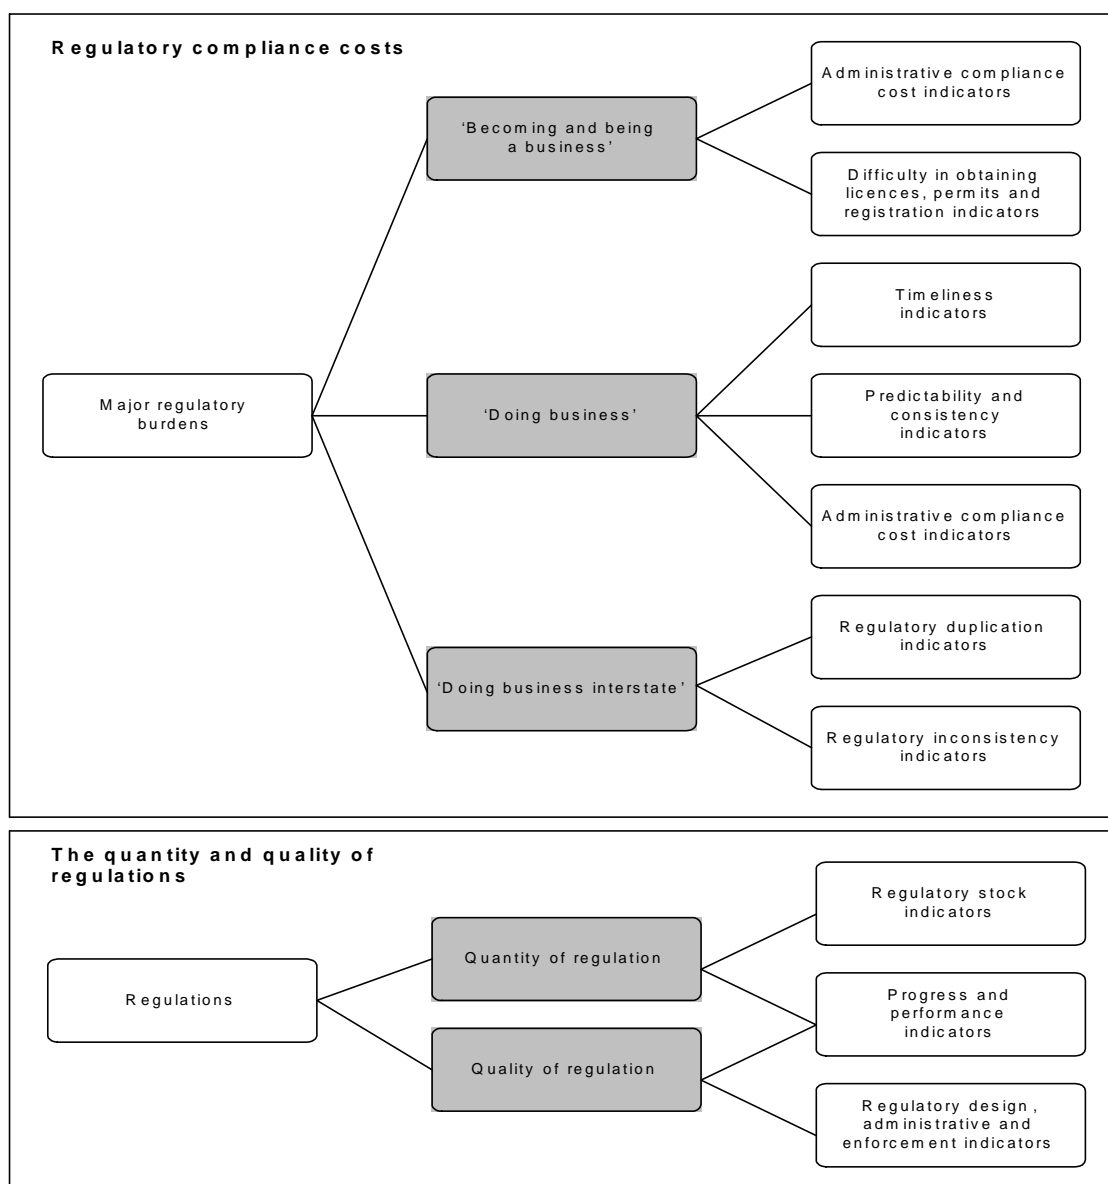 Regulatory compliance costs
Administrative compliance
cost indicators
‘Becoming and being
a business’
Difficulty in obtaining
licences, permits and
registration indicators
Timeliness
indicators
Major regulatory
burdens
‘Doing business’
Predictability and
consistency
indicators
Administrative compliance
cost indicators
Regulatory duplication
indicators
‘Doing business interstate’
Regulatory inconsistency
indicators
The quantity and quality of
regulations
Regulatory stock
indicators
Quantity of regulation
Regulations
Progress and
performance
indicators
Quality of regulation
Regulatory design,
administrative and
enforcement indicators